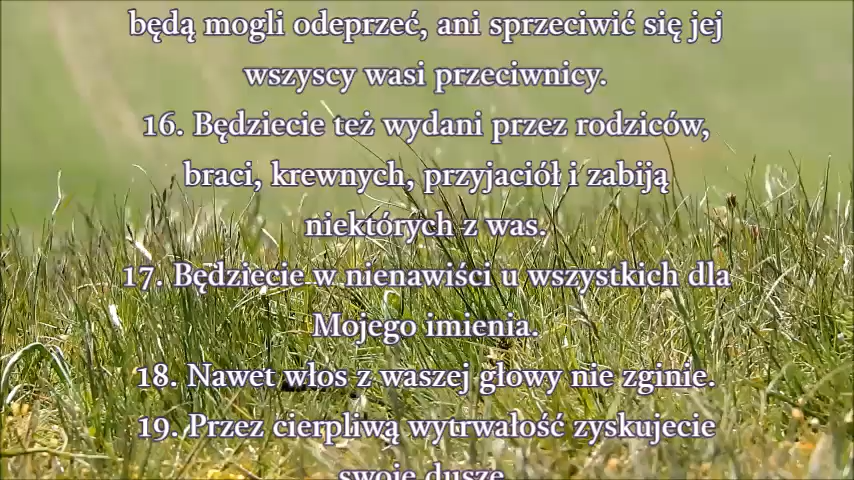 będą mogli odeprzeć, ani sprzeciwić się jej
wszyscy wasi przeciwnicy.
16. Będziecie też wydani przez rodziców,
braci, krewnych, przyjaciół i zabiją
niektórych z was.
17. Będziecie w nienawiści u wszystkich dla
Mojego imienia.
18. Nawet włos z waszej głowy nie zginie.
19. Przez cierpliwą wytrwałość zyskujecie
swoje dusze